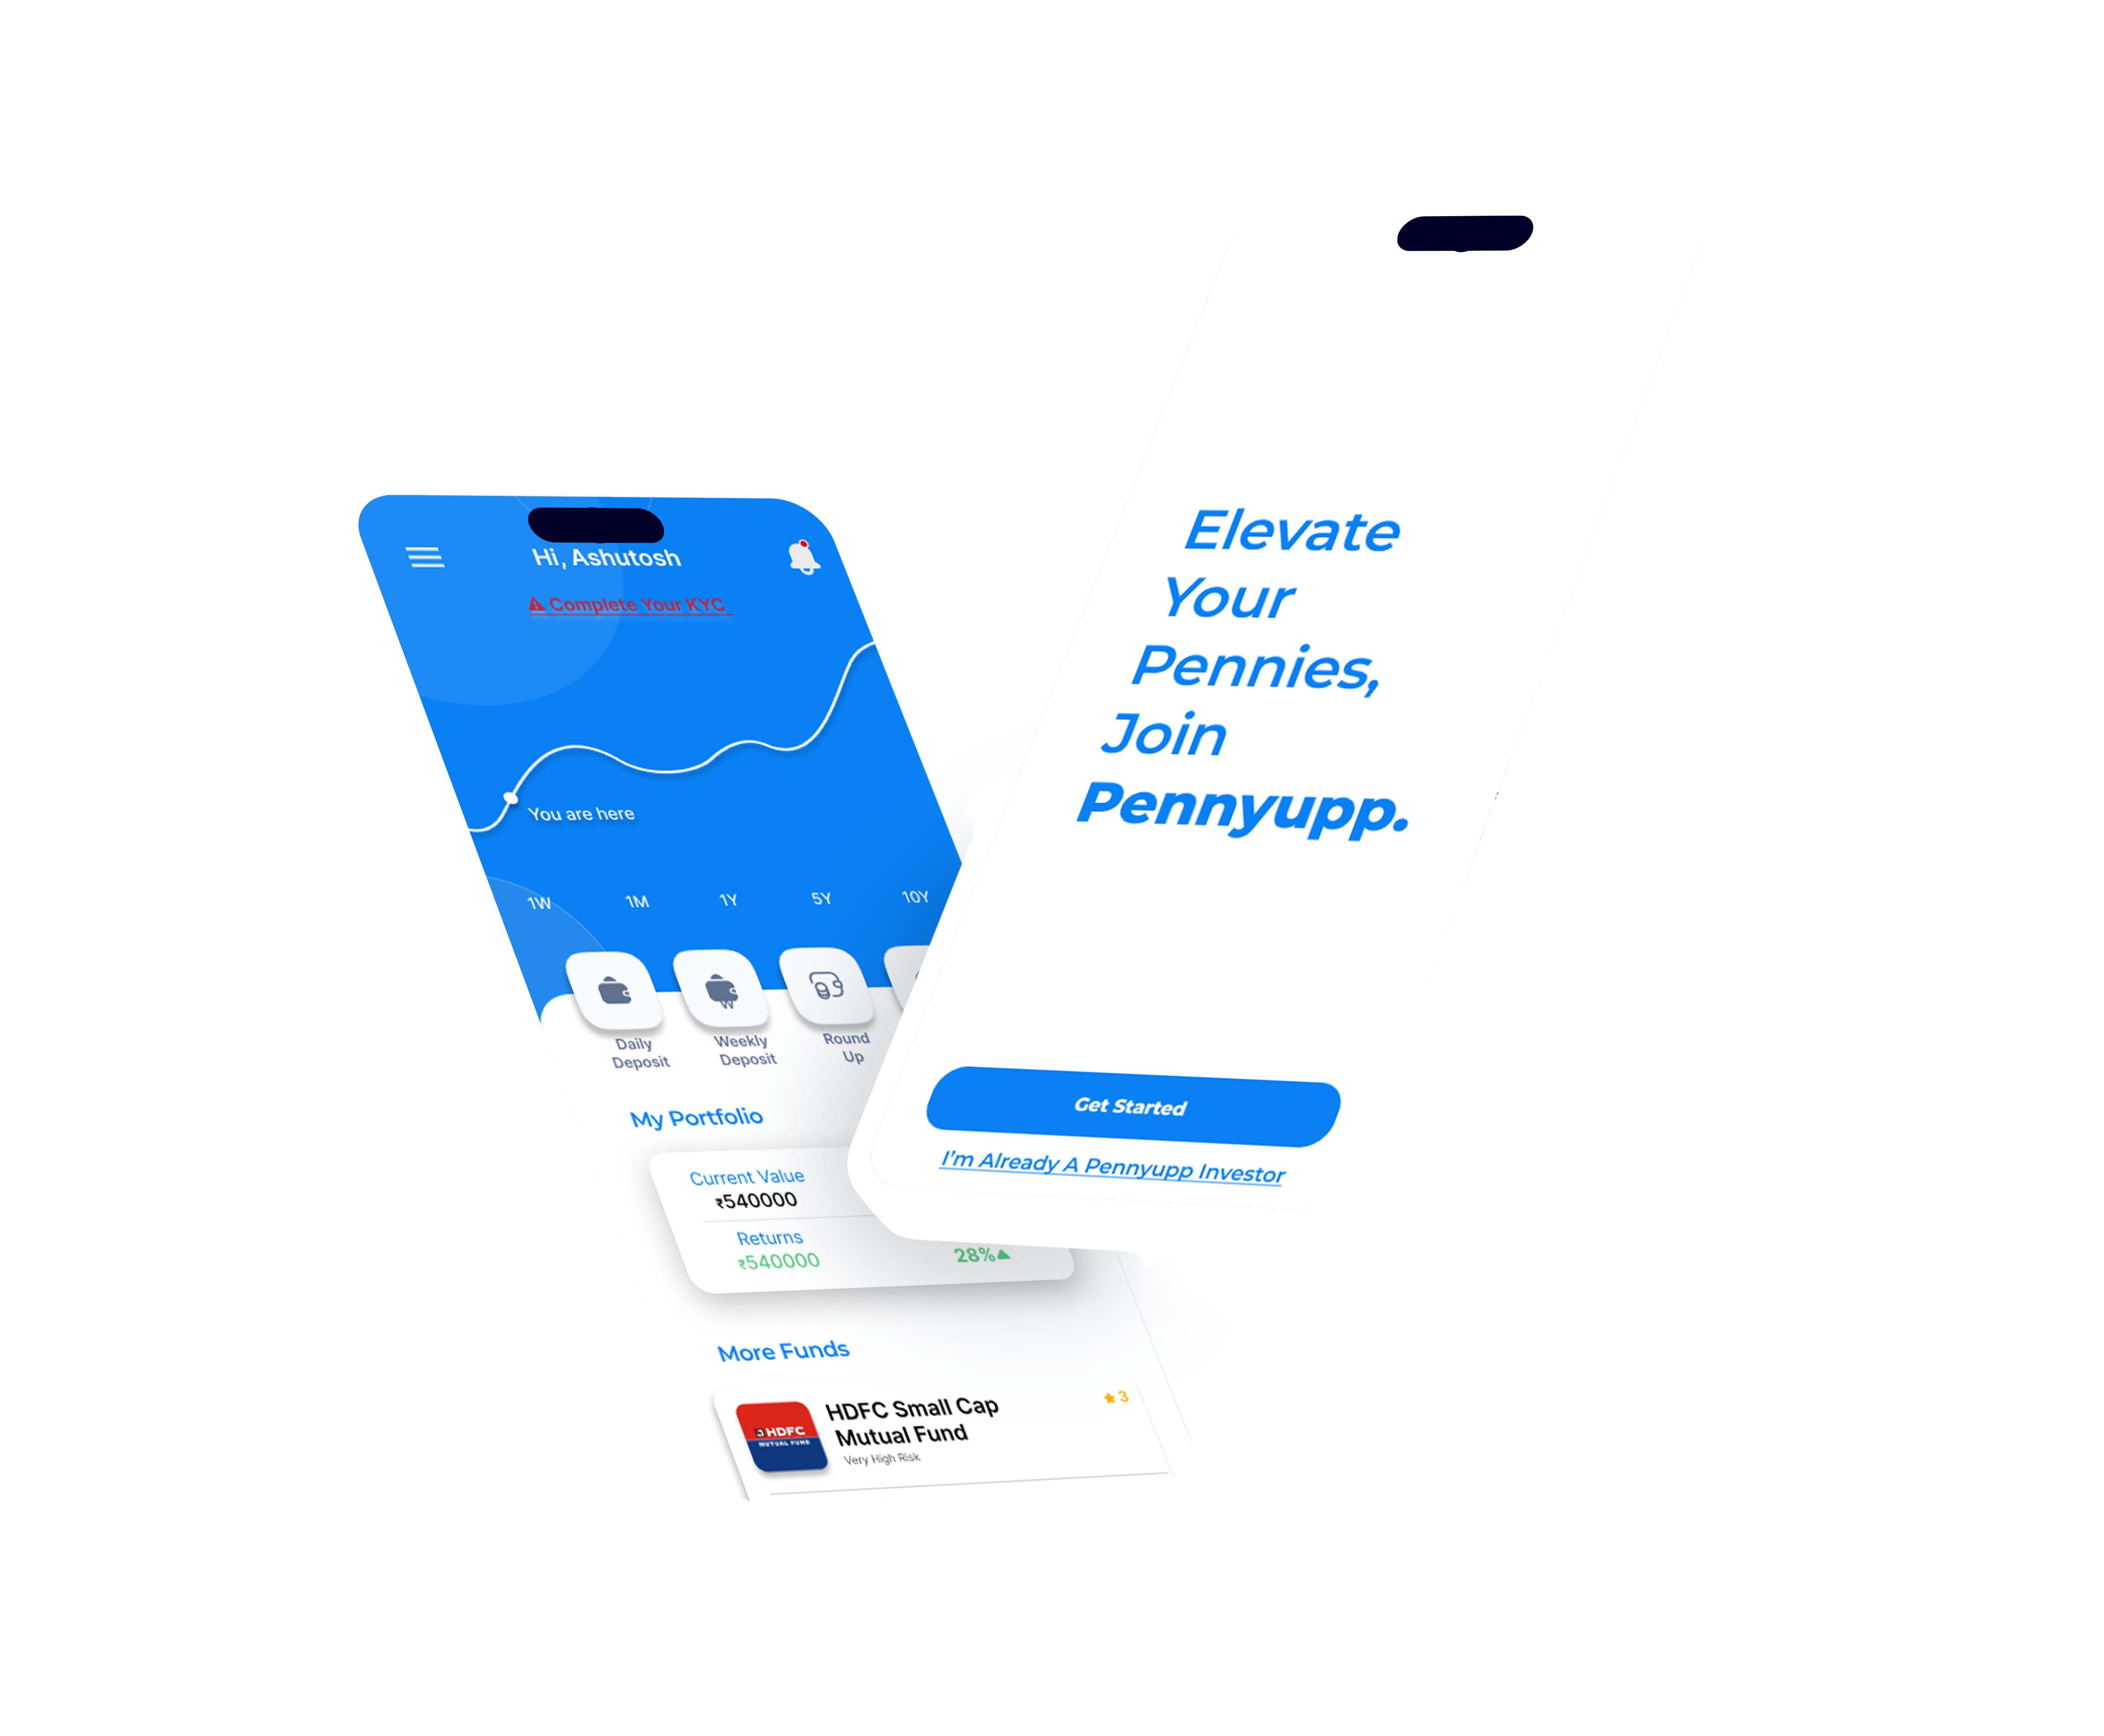 Hi, Ashutosh
Complete Your KYC
You are here
1W 1M 1Y 5Y 10Y
W
Daily
Deposit
Weekly
Deposit
Round
Up
My Portfolio
Current Value
₹540000
Returns
₹540000
28%
More Funds
HDFC
MUTUAL FUND
HDFC Small Cap
Mutual Fund
Very High Risk
3
Elevate
Your
Pennies,
Join
Pennyupp.
Get Started
I'm Already A Pennyupp Investor